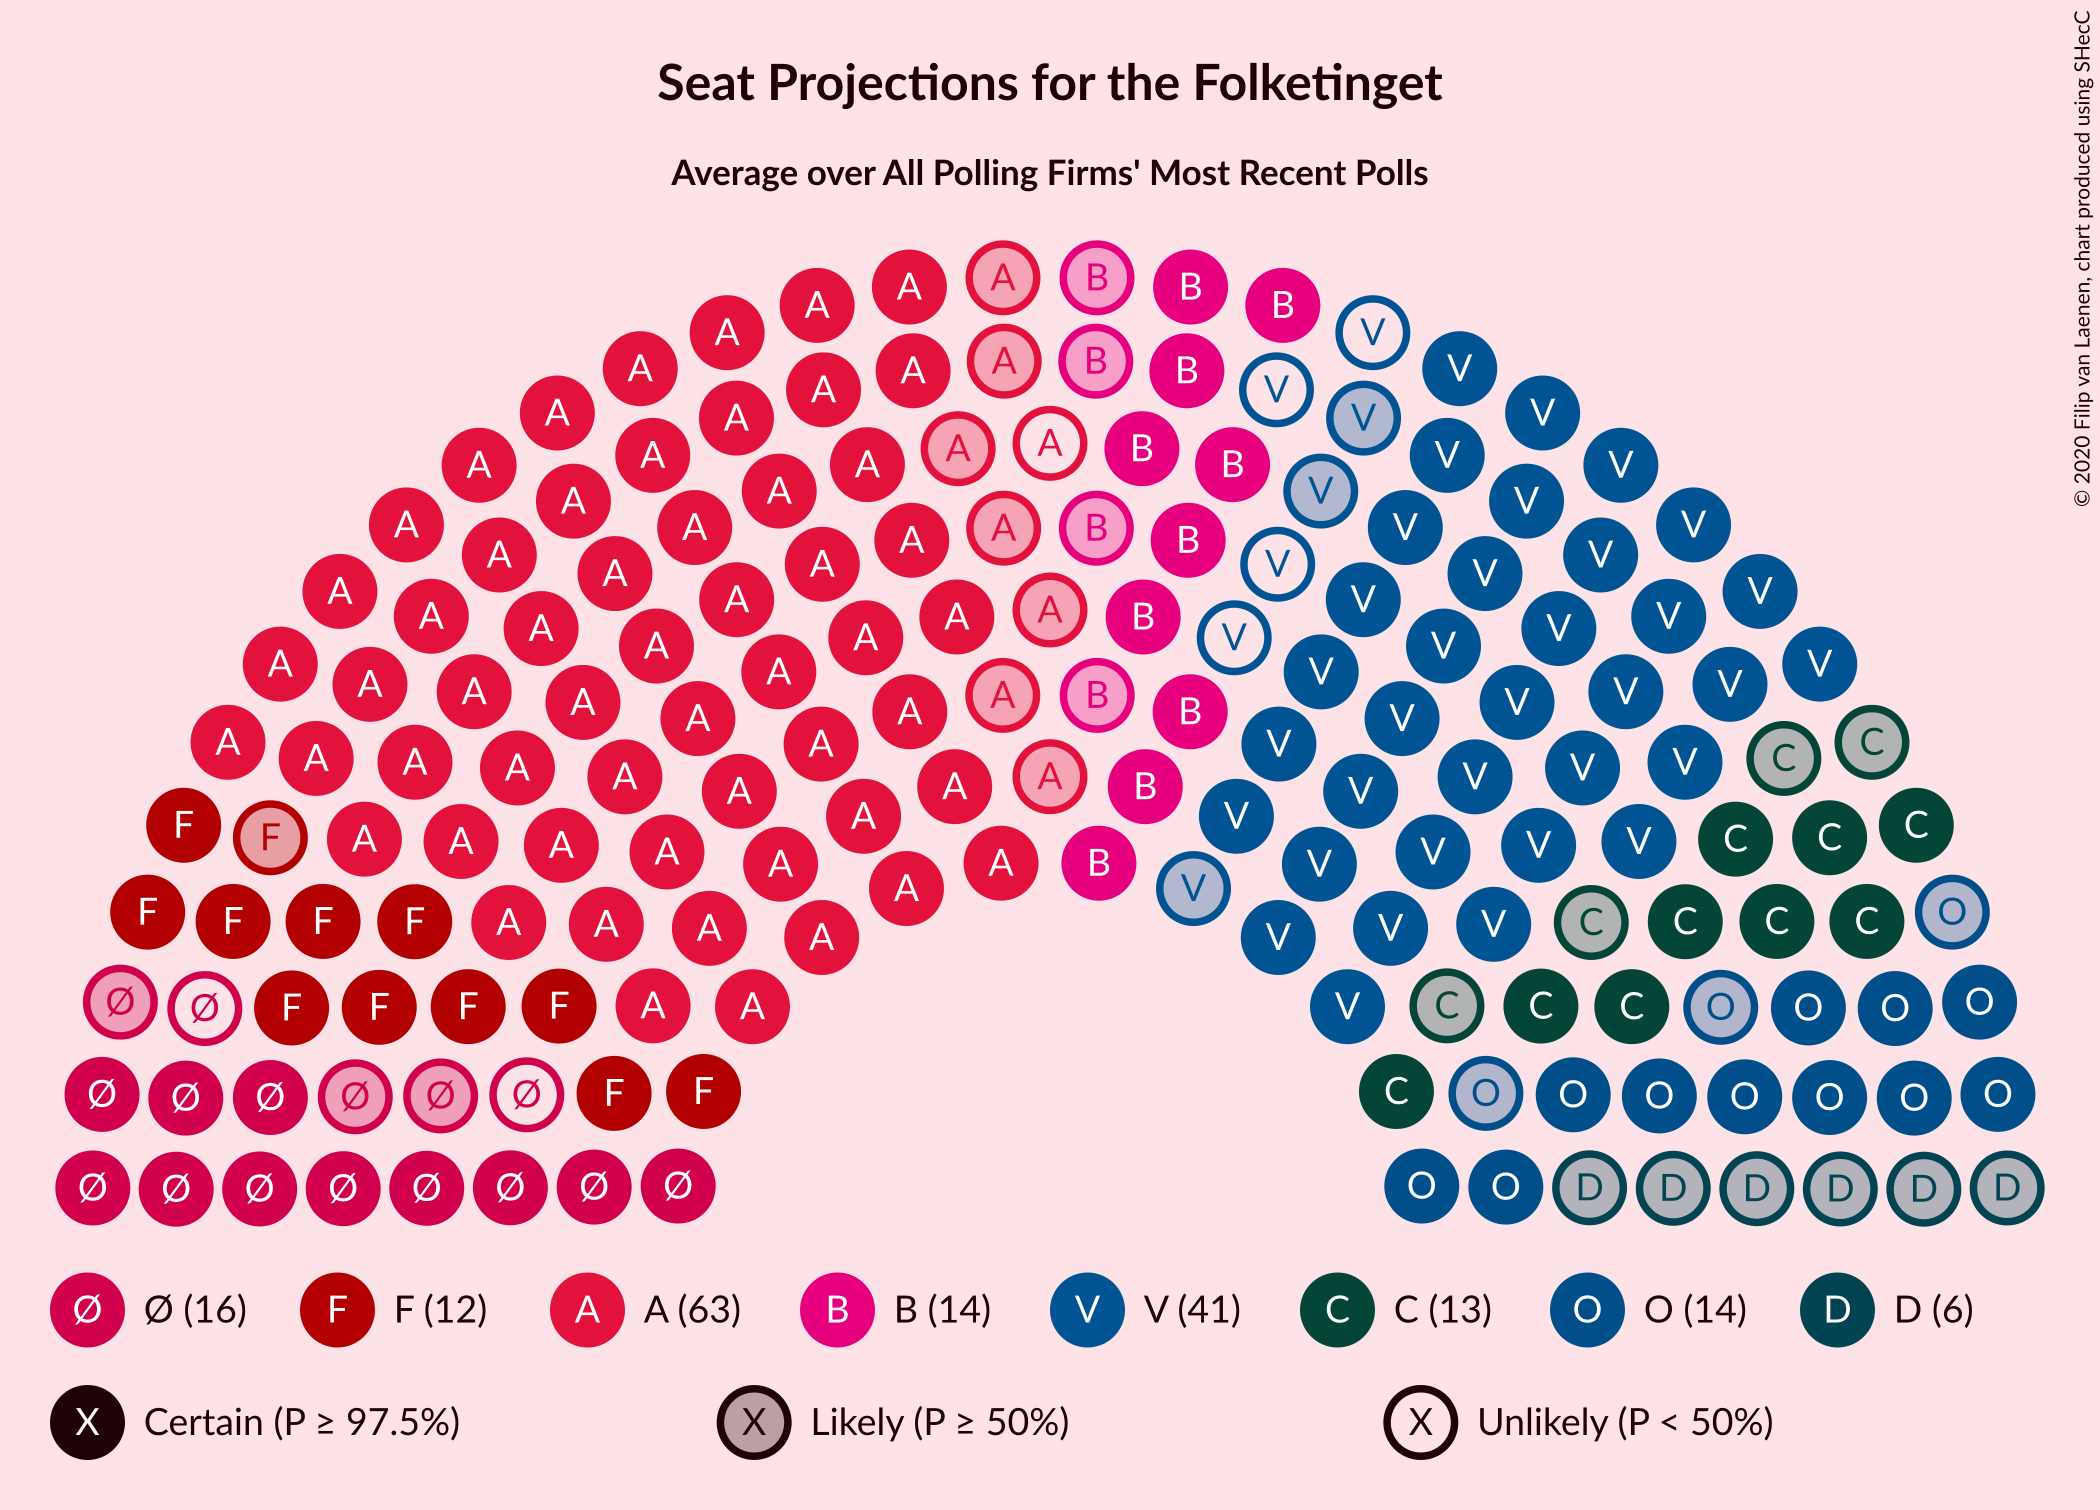 Seat Projections for the Folketinget
Average over All Polling Firms' Most Recent Polls
© 2020 Filip van Laenen, chart produced using SHecC
A A A B B B
A V
A A A A B B V V
A A V V
A A A A A B B V V
A A V V
A A A A A B B V V V
A A V V
A A A A A B V V V
A A A V V V
A A A A A B V V V V
A A A B V V
A A A A A V V V C C
A A A A B V V
F F A A A A A V V V V C C C
A A A B V V
F F F F A A A A V V V C C C C O
Ø Ø F F F F A A V C C C O O O O
Ø Ø Ø Ø Ø Ø F F C O O O O O O O
Ø Ø Ø Ø Ø Ø Ø Ø O O D D D D D D
Ø Ø (16) F F (12) A A (63) B B (14) V V (41) C C (13) O O (14) D D (6)
X Certain (P ≥ 97.5%) X Likely (P ≥ 50%) X Unlikely (P < 50%)